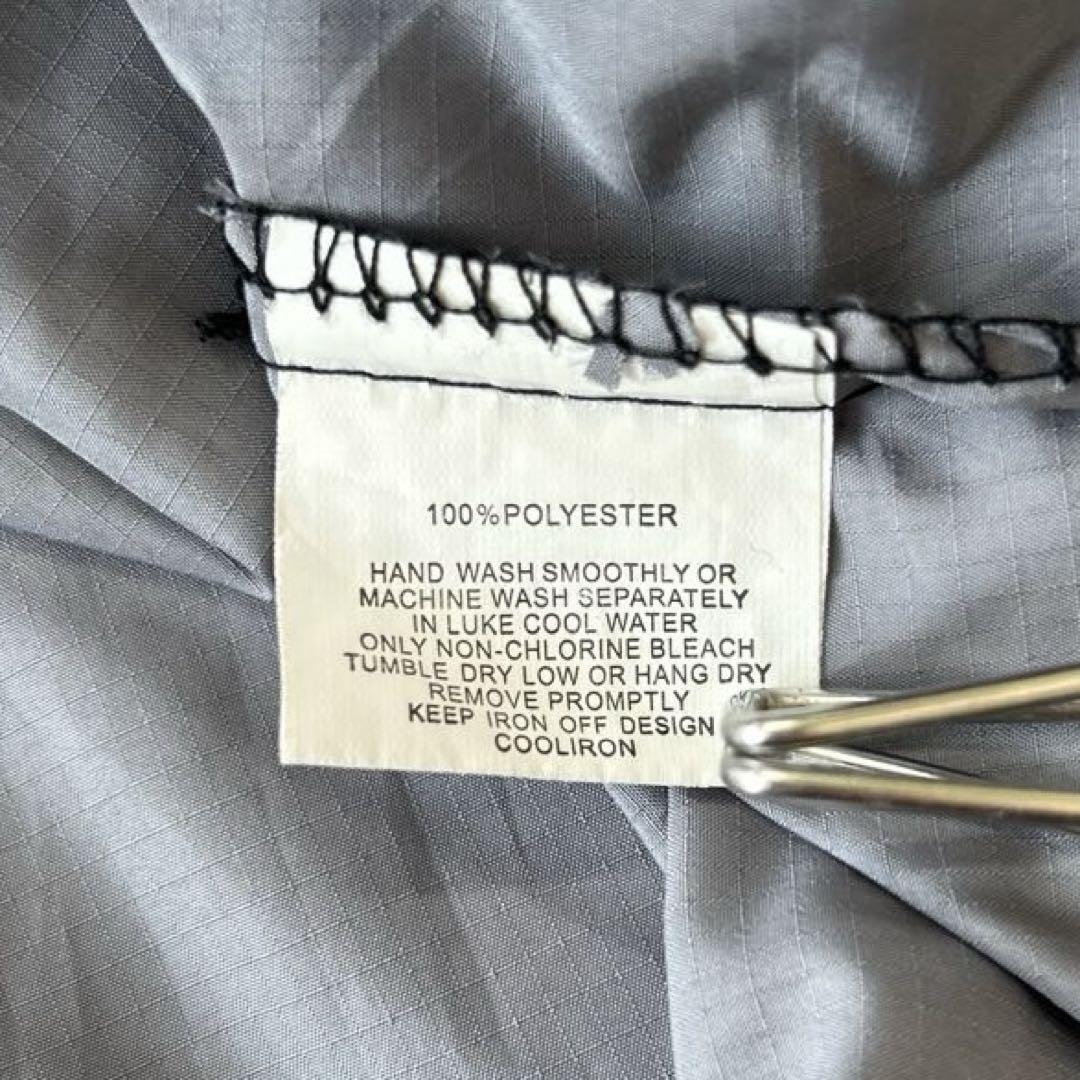 100%POLYESTER
HAND WASH SMOOTHLY OR
MACHINE WASH SEPARATELY
IN LUKE COOL WATER
ONLY NON-CHLORINE BLEACH
TUMBLE DRY LOW OR HANG DRY
REMOVE PROMPTLY
KEEP IRON OFF DESIGN
COOLIRON